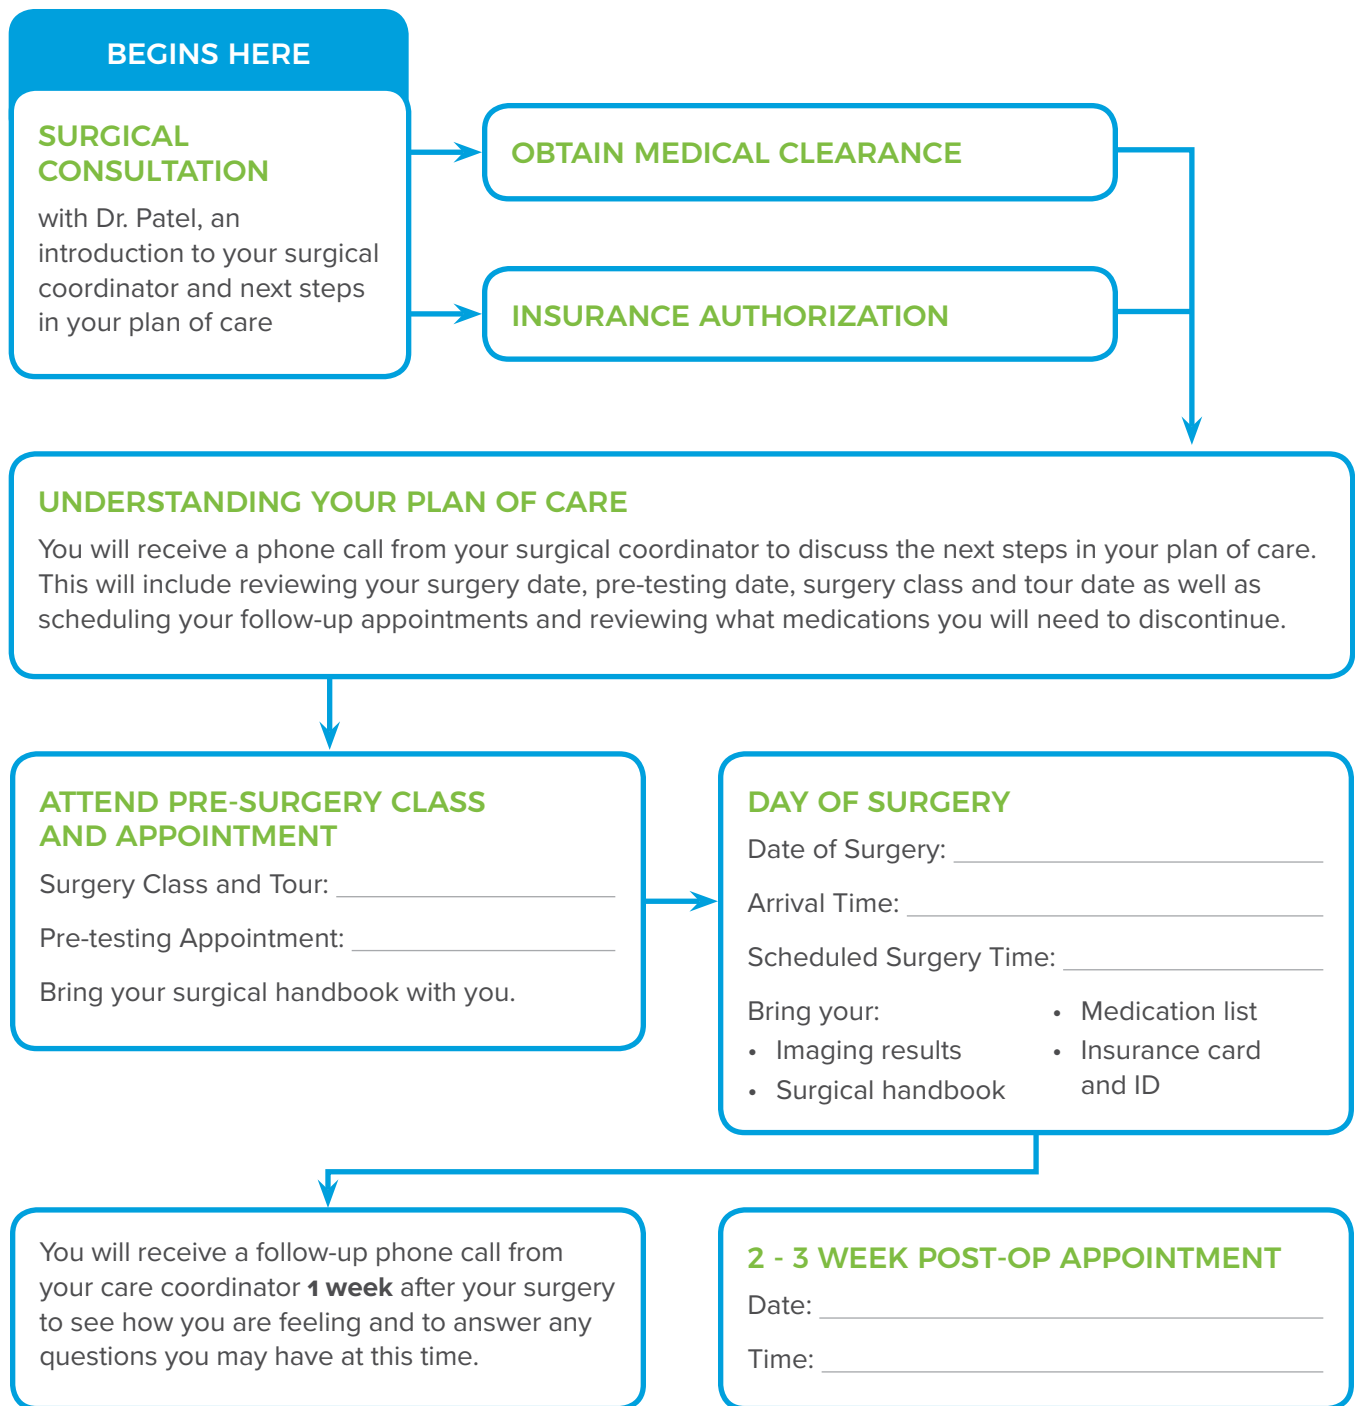 BEGINS HERE
SURGICAL
CONSULTATION
with Dr. Patel, an
introduction to your surgical
coordinator and next steps
in your plan of care
OBTAIN MEDICAL CLEARANCE
INSURANCE AUTHORIZATION
UNDERSTANDING YOUR PLAN OF CARE
You will receive a phone call from your surgical coordinator to discuss the next steps in your plan of care.
This will include reviewing your surgery date, pre-testing date, surgery class and tour date as well as
scheduling your follow-up appointments and reviewing what medications you will need to discontinue.
ATTEND PRE-SURGERY CLASS
AND APPOINTMENT
Surgery Class and Tour:
Pre-testing Appointment:
Bring your surgical handbook with you.
DAY OF SURGERY
Date of Surgery:
Arrival Time:
Scheduled Surgery Time:
Bring your:
• Imaging results
• Surgical handbook
• Medication list
• Insurance card
and ID
You will receive a follow-up phone call from
your care coordinator 1 week after your surgery
to see how you are feeling and to answer any
questions you may have at this time.
2 - 3 WEEK POST-OP APPOINTMENT
Date:
Time: